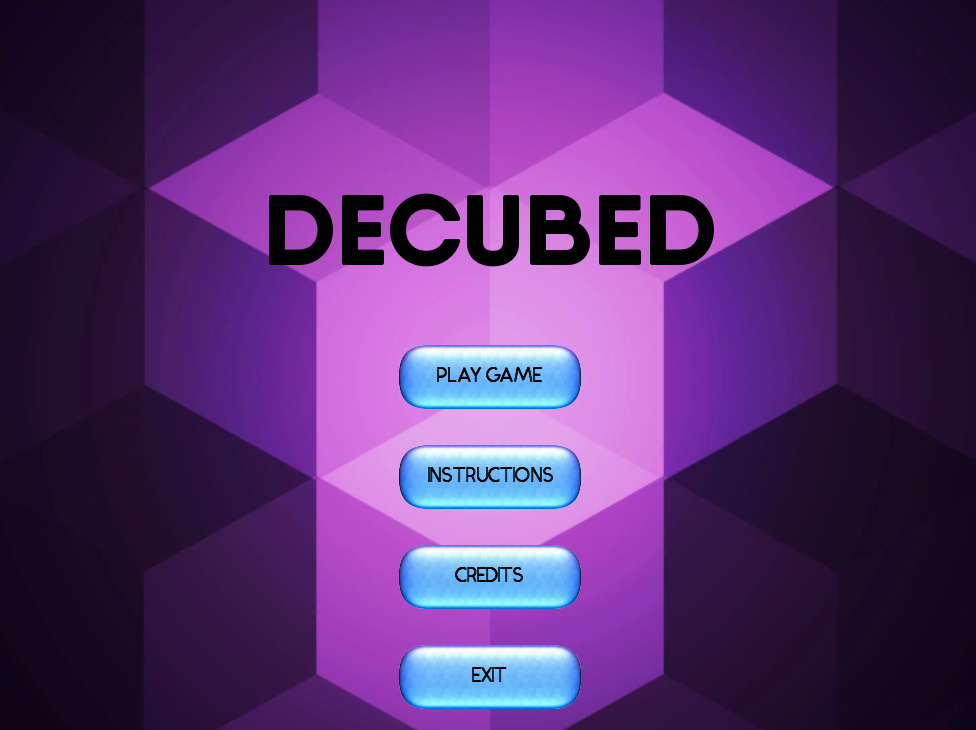 DECUBED
PLAY GAME
INSTRUCTIONS
CREDITS
EXIT